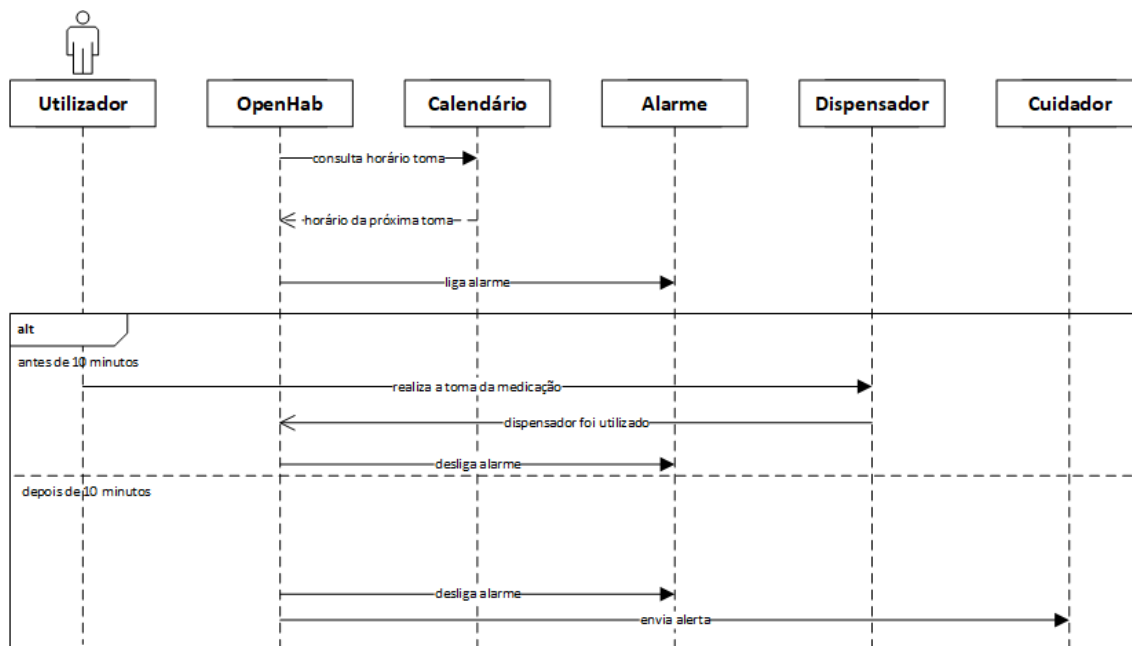 Utilizador
OpenHab
Calendário
Alarme
Dispensador
Cuidador
consulta horário toma
horário da próxima toma
liga alarme
alt
antes de 10 minutos
realiza a toma da medicação
dispensador foi utilizado
desliga alarme
depois de 10 minutos
desliga alarme
envia alerta